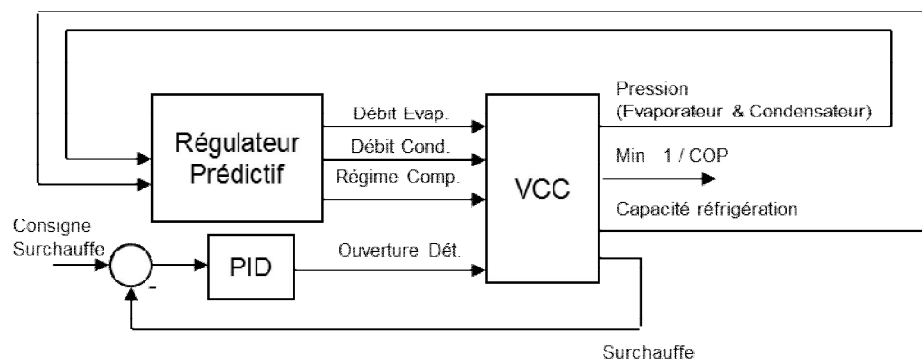 Pression
(Evaporateur & Condensateur)
Débit Evap.
Régulateur
Prédictif
Débit Cond.
Min 1 / COP
Régime Comp.
VCC
Capacité réfrigération
Consigne
Surchauffe
PID
Ouverture Dét.
-
Surchauffe